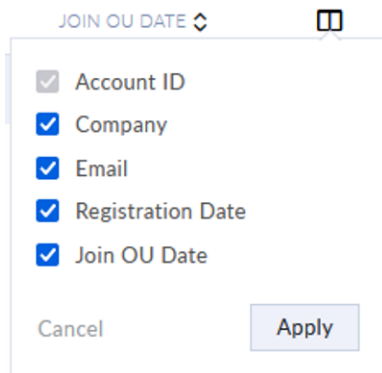 JOIN OU DATE
Account ID
Company
Email
Registration Date
Join OU Date
Cancel
Apply